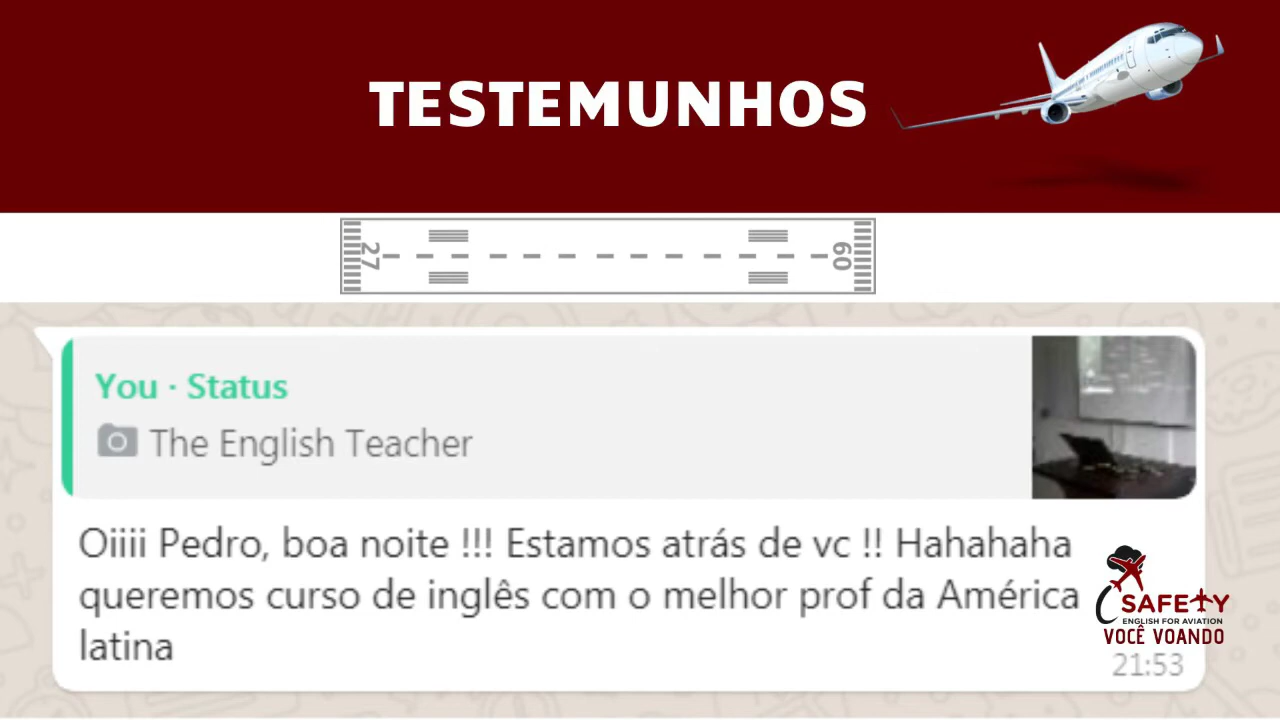 TESTEMUNHOS
27
09
You · Status
The English Teacher
Oiiii Pedro, boa noite !!! Estamos atrás de vc !! Hahahaha
queremos curso de inglês com o melhor prof da América
latina
SAFETY
ENGLISH FOR AVIATION
VOCÊ VOANDO
21:53